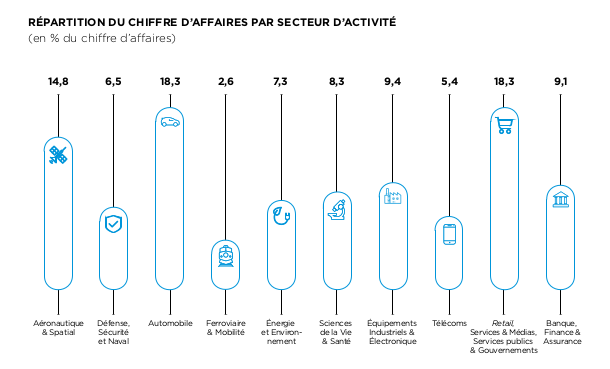 RÉPARTITION DU CHIFFRE D'AFFAIRES PAR SECTEUR D'ACTIVITÉ
(en % du chiffre d'affaires)
14,8
6,5
18,3
2,6
7,3
8,3
9,4
5,4
18,3
9,1
Aéronautique
& Spatial
Défense,
Sécurité
et Naval
Automobile
Ferroviaire
& Mobilité
Énergie
et Environ-
nement
Sciences
de la Vie
& Santé
Équipements
Industriels &
Électronique
Télécoms
Retail,
Services & Médias,
Services publics
& Gouvernements
Banque,
Finance &
Assurance